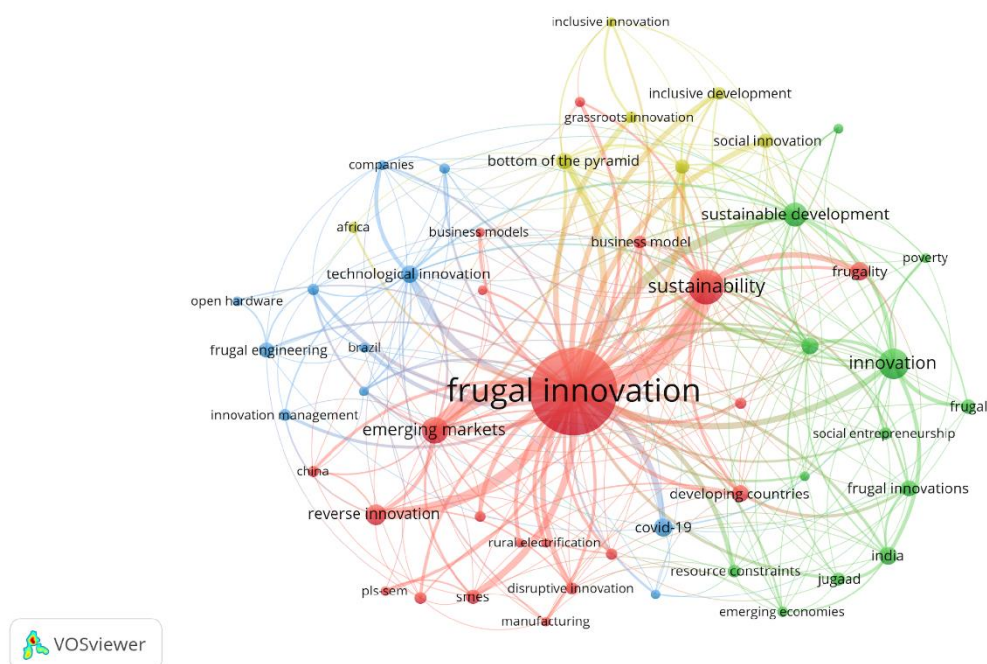 inclusive innovation
inclusive development
grassroots innovation
social innovation
bottom of the pyramid
companies
sustainable development
africa
business models
business model
poverty
technological innovation
frugality
sustainability
open hardware
frugal engineering
brazil
innovation
frugal innovation
frugal
innovation management
emerging markets
social entrepreneurship
china
developing countries
frugal innovations
reverse innovation
covid-19
rural electrification
india
resource constraints
jugaad
pls-sem
smes
disruptive innovation
emerging economies
manufacturing
VOSviewer